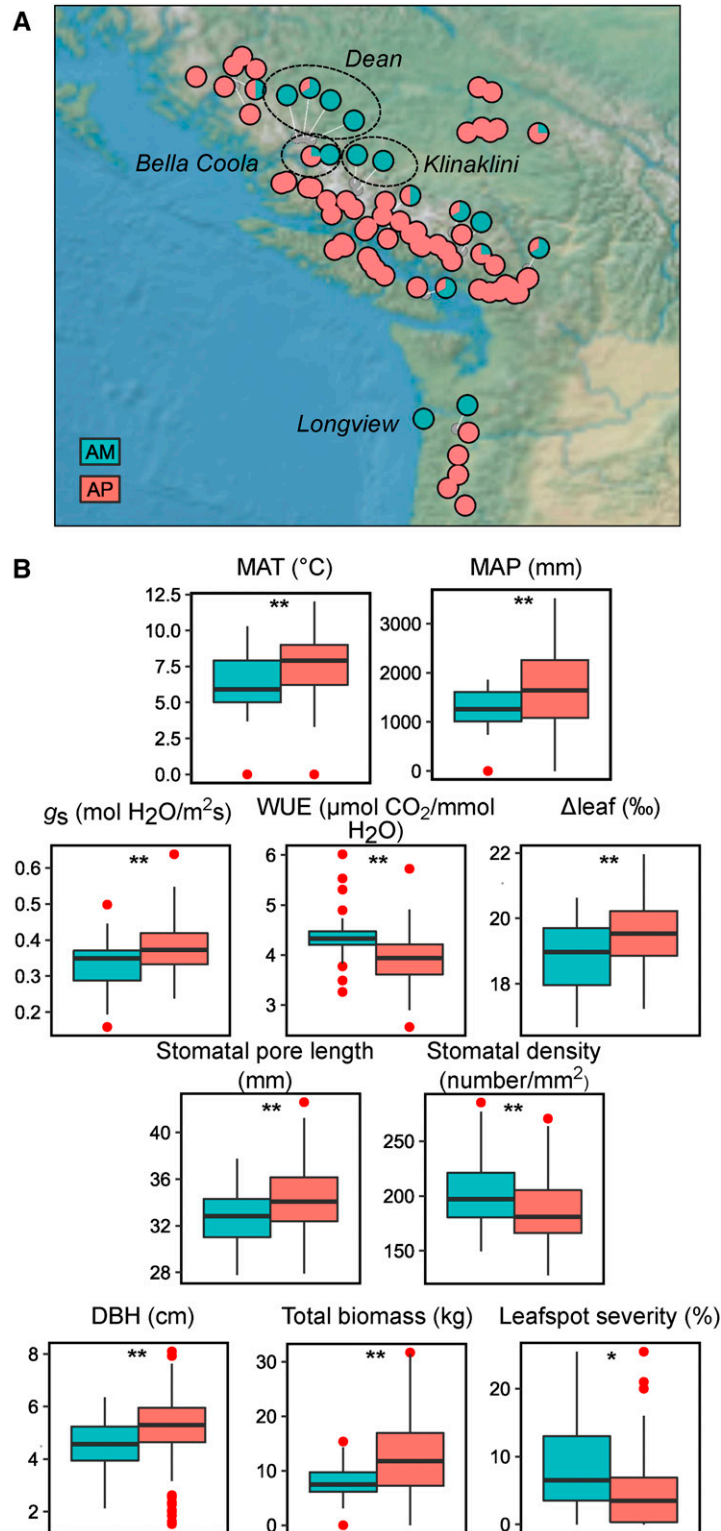 A
Dean
Bella Coola
Klinaklini
Longview
AM
AP
B
MAT (°C)
MAP (mm)
**
**
12.5
10.0
7.5
5.0
2.5
0.0
3000
2000
1000
0
gs (mol H2O/m²s)
WUE (μmol CO2/mmol
H2O)
Δleaf (‰)
**
**
**
0.6
0.5
0.4
0.3
0.2
6
5
4
3
22
20
18
Stomatal pore length
(mm)
Stomatal density
(number/mm²)
**
**
40
36
32
28
250
200
150
DBH (cm)
Total biomass (kg)
Leafspot severity (%)
**
**
*
8
6
4
2
30
20
10
0
20
10
0